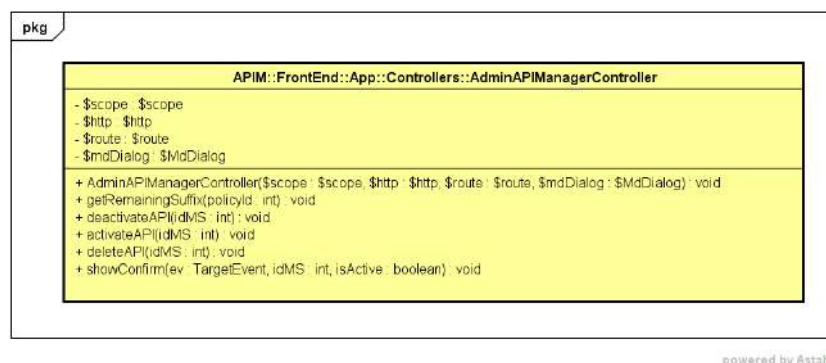 pkg
APIM::FrontEnd::App::Controllers::AdminAPIManagerController
- $scope : $scope
- $http : $http
- $route : $route
- $mdDialog : $MdDialog
+ AdminAPIManagerController($scope : $scope, $http : $http, $route : $route, $mdDialog : $MdDialog) : void
+ getRemainingSuffix(policyId : int) : void
+ deactivateAPI(idMS : int) : void
+ activateAPI(idMS : int) : void
+ deleteAPI(idMS : int) : void
+ showConfirm(ev : TargetEvent, idMS : int, isActive : boolean) : void
powered by Astah